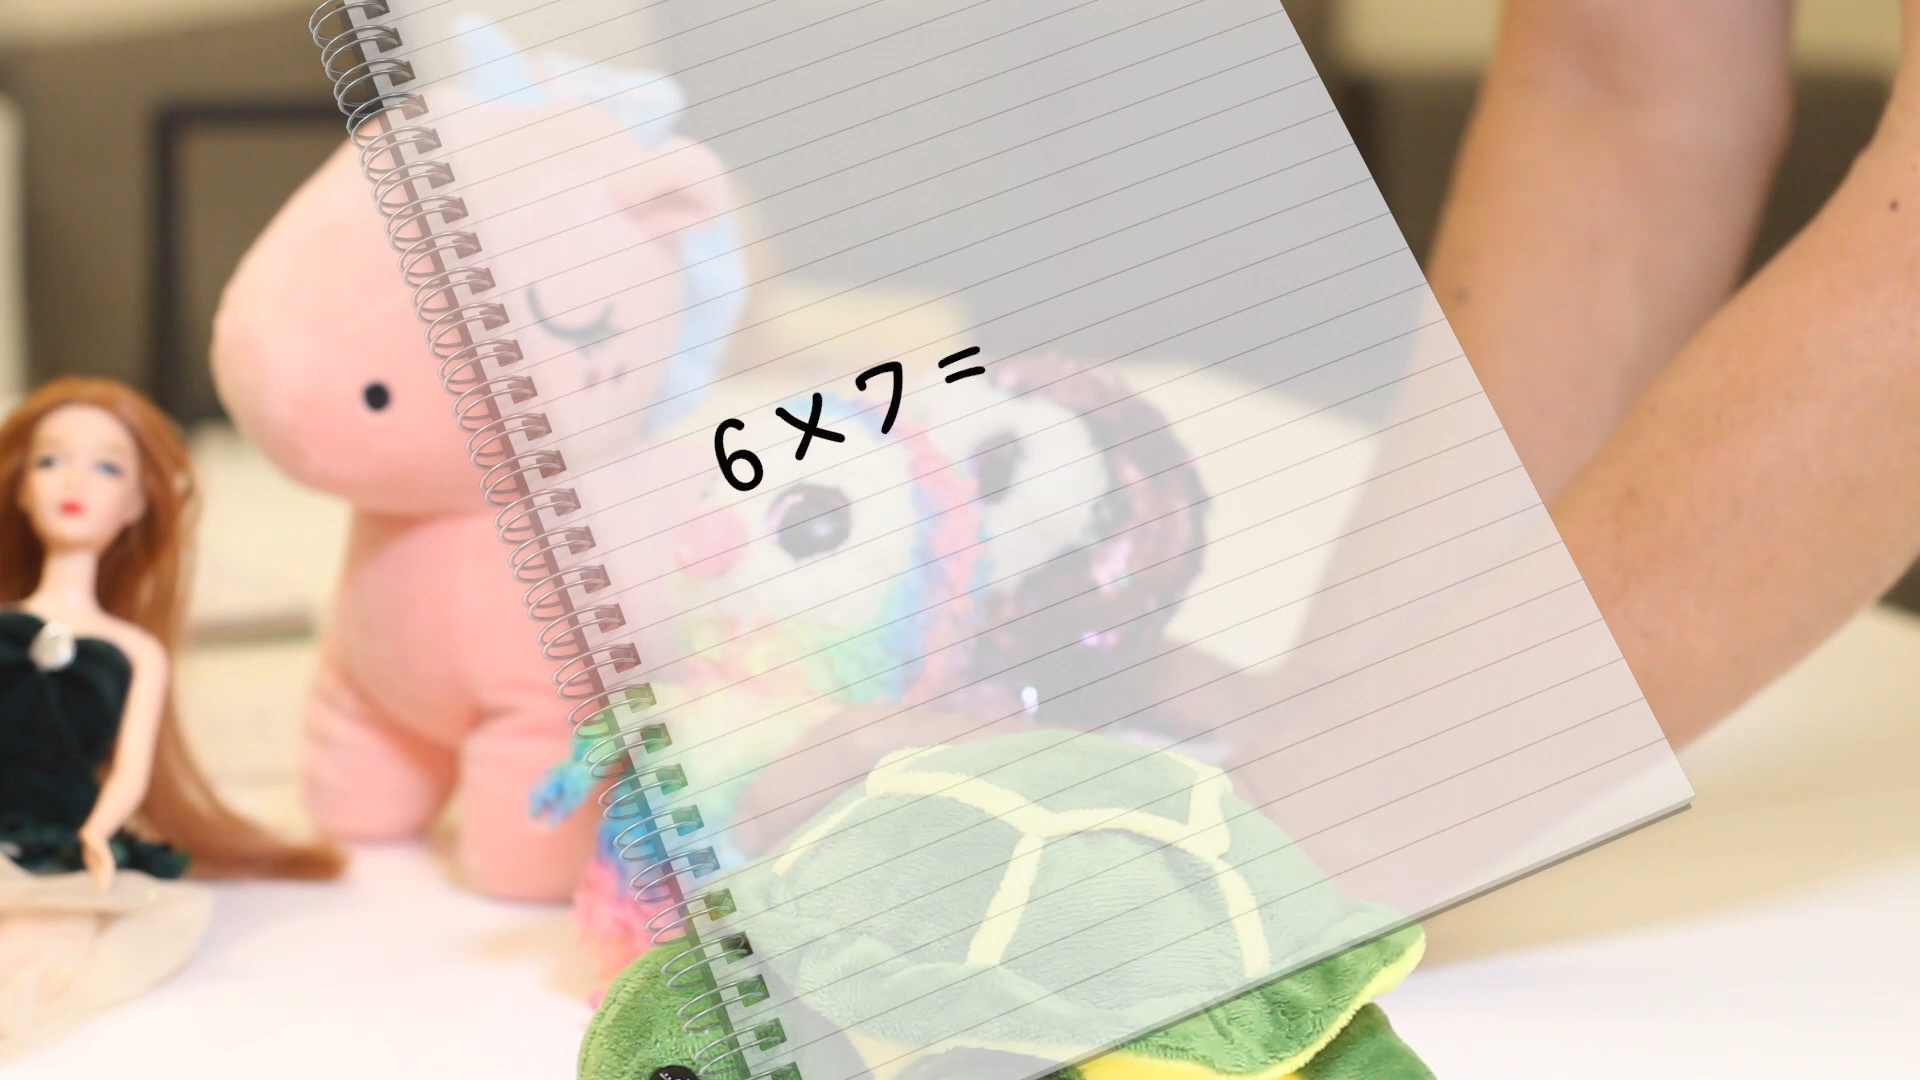 6 × 7 =